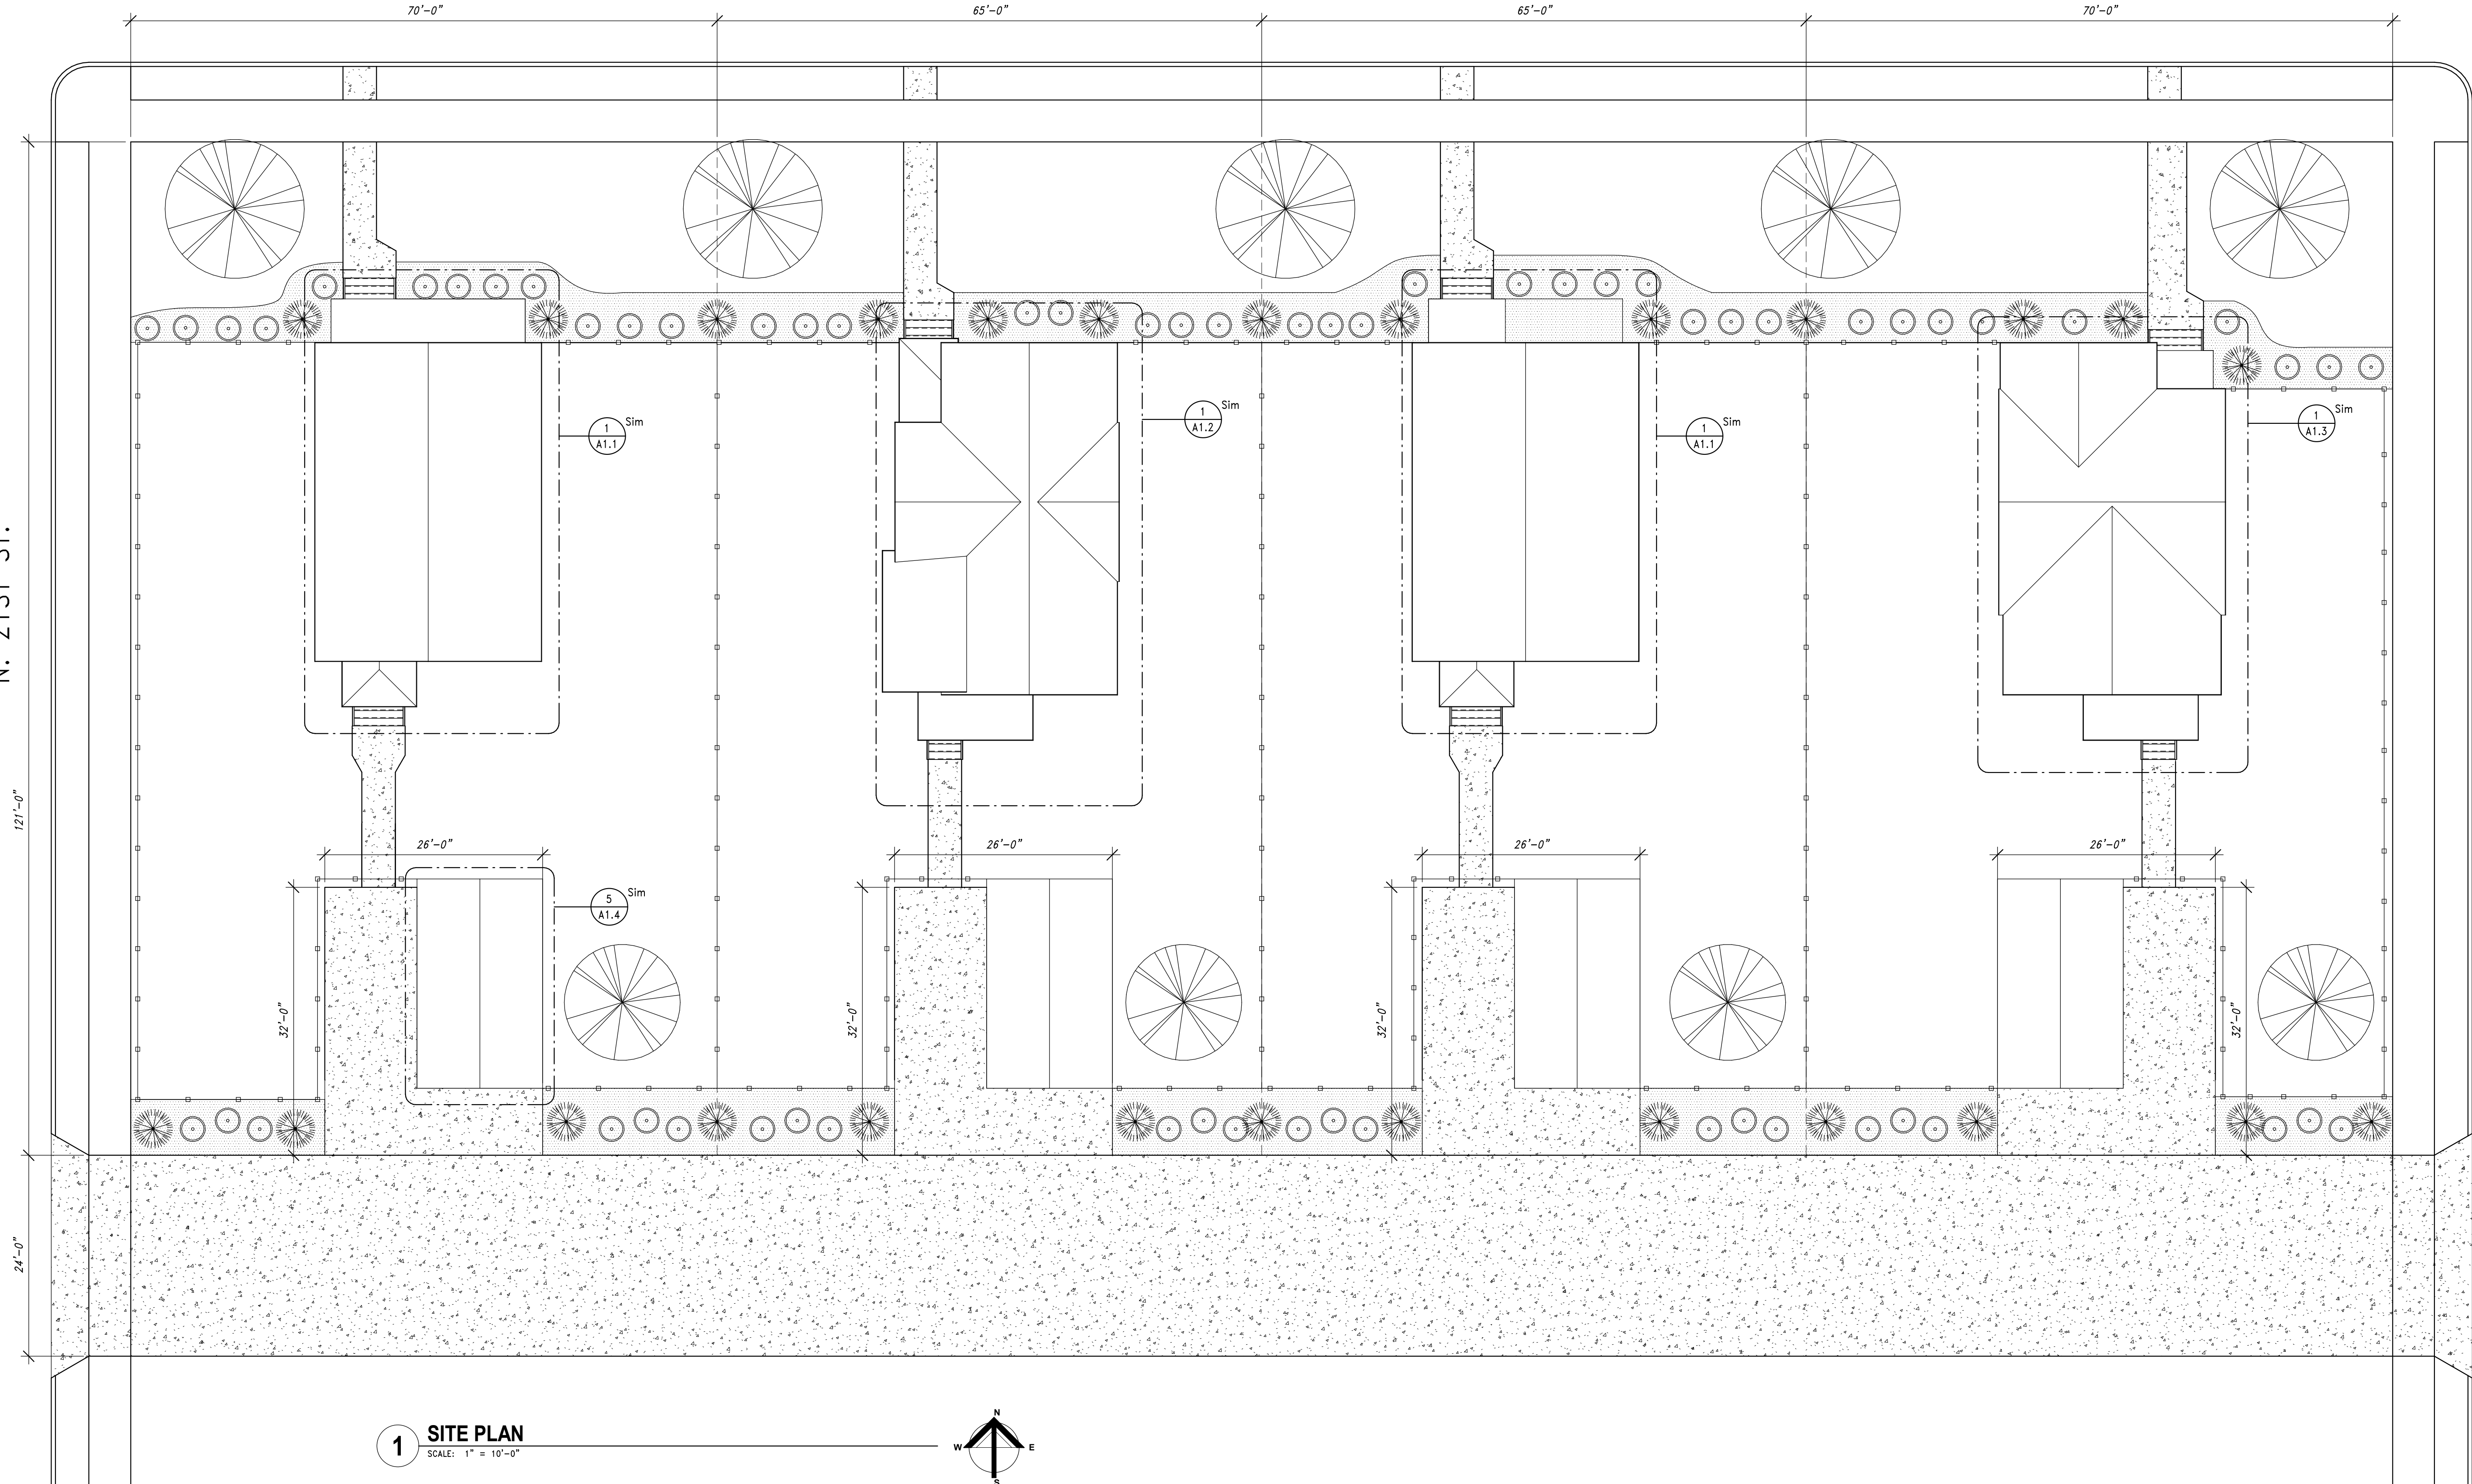 70'-0"
65'-0"
65'-0"
70'-0"
1
A1.1
Sim
1
A1.2
Sim
1
A1.1
Sim
1
A1.3
Sim
N. 21ST ST.
121'-0"
26'-0"
26'-0"
26'-0"
26'-0"
5
A1.4
Sim
32'-0"
32'-0"
32'-0"
32'-0"
24'-0"
1
SITE PLAN
SCALE: 1" = 10'-0"
N
W
E
S